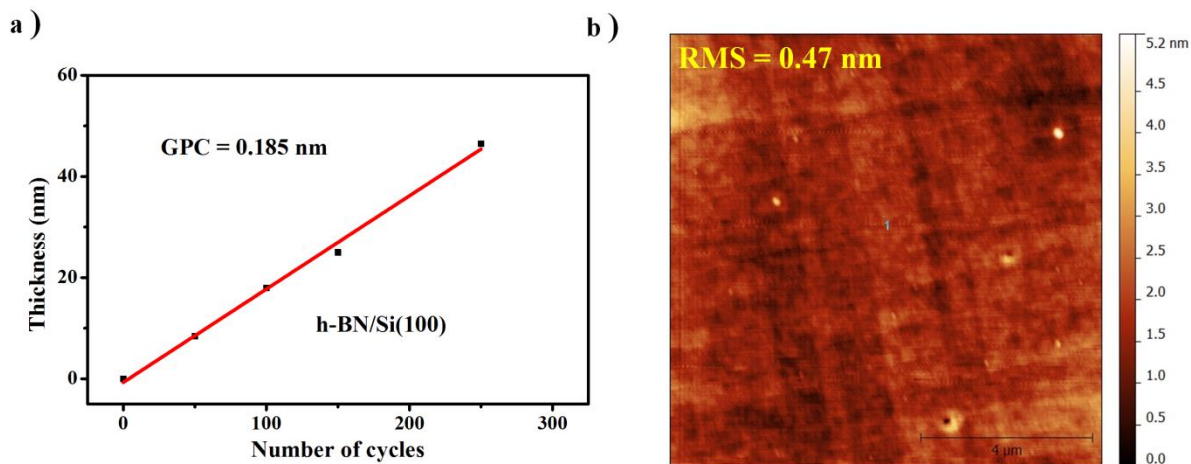 a )
60
40
20
0
Thickness (nm)
GPC = 0.185 nm
h-BN/Si(100)
0 100 200 300
Number of cycles
b )
RMS = 0.47 nm
1
4 µm
5.2 nm
4.5
4.0
3.5
3.0
2.5
2.0
1.5
1.0
0.5
0.0